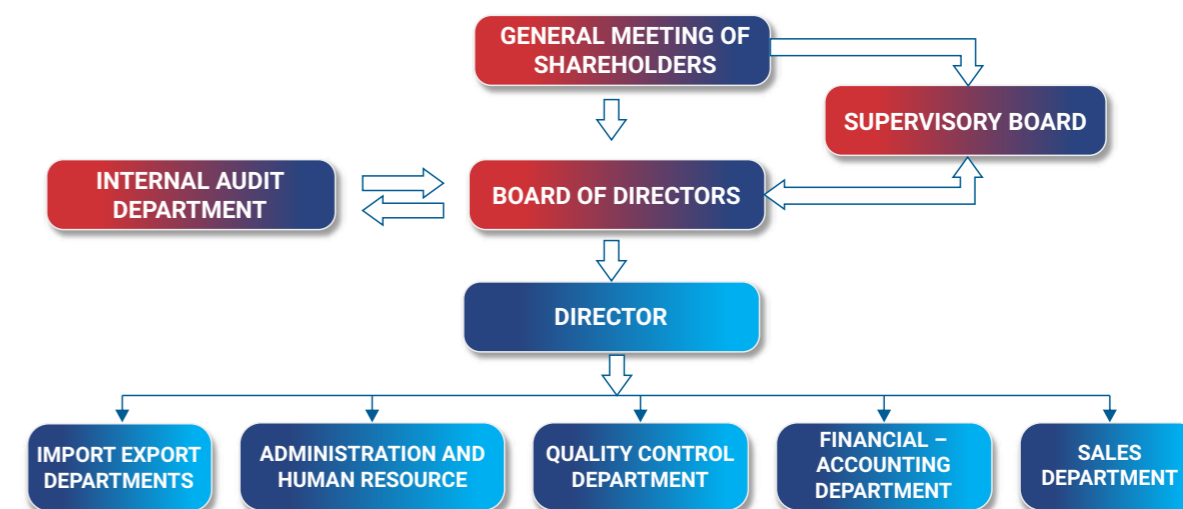 GENERAL MEETING OF
SHAREHOLDERS
SUPERVISORY BOARD
INTERNAL AUDIT
DEPARTMENT
BOARD OF DIRECTORS
DIRECTOR
IMPORT EXPORT
DEPARTMENTS
ADMINISTRATION AND
HUMAN RESOURCE
QUALITY CONTROL
DEPARTMENT
FINANCIAL –
ACCOUNTING
DEPARTMENT
SALES
DEPARTMENT